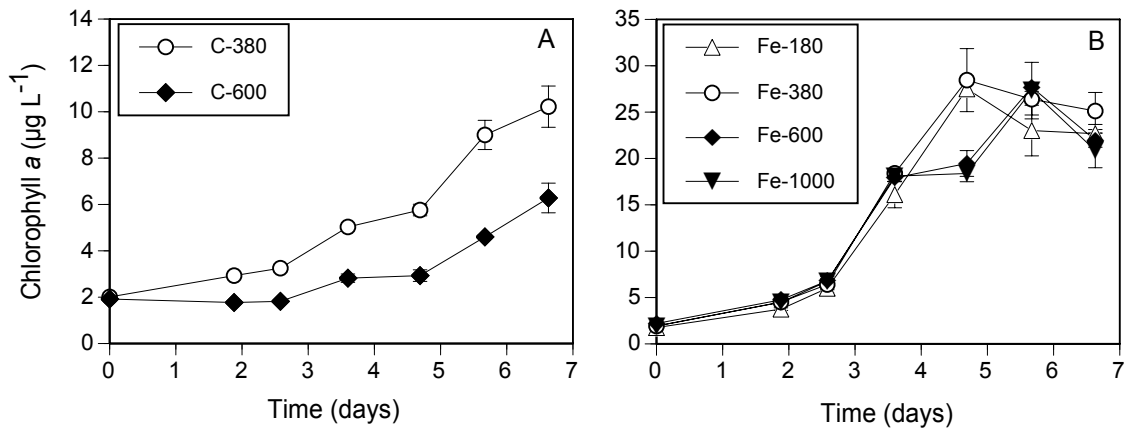 Chlorophyll a (µg L⁻¹)
14
12
10
8
6
4
2
0
C-380
C-600
A
0 1 2 3 4 5 6 7
Time (days)
35
30
25
20
15
10
5
0
Fe-180
Fe-380
Fe-600
Fe-1000
B
0 1 2 3 4 5 6 7
Time (days)